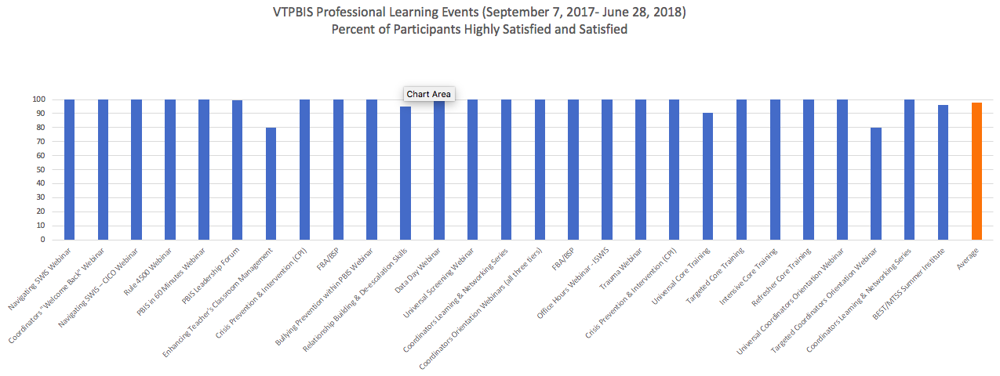 VTPBIS Professional Learning Events (September 7, 2017- June 28, 2018)
Percent of Participants Highly Satisfied and Satisfied
Chart Area
100
90
80
70
60
50
40
30
20
10
0
Navigating SWIS Webinar
Coordinators "Welcome Back" Webinar
Navigating SWIS – CICO Webinar
Rule 4500 Webinar
PBIS in 60 Minutes Webinar
PBIS Leadership Forum
Enhancing Teacher's Classroom Management
Crisis Prevention & Intervention (CPI)
FBA/BSP
Bullying Prevention within PBIS Webinar
Relationship Building & De-escalation Skills
Data Day Webinar
Universal Screening Webinar
Coordinators Learning & Networking Series
Coordinators Orientation Webinars (all three tiers)
FBA/BSP
Office Hours Webinar - ISWIS
Trauma Webinar
Crisis Prevention & Intervention (CPI)
Universal Core Training
Targeted Core Training
Intensive Core Training
Refresher Core Training
Universal Coordinators Orientation Webinar
Targeted Coordinators Orientation Webinar
Coordinators Learning & Networking Series
BEST/MTSS Summer Institute
Average